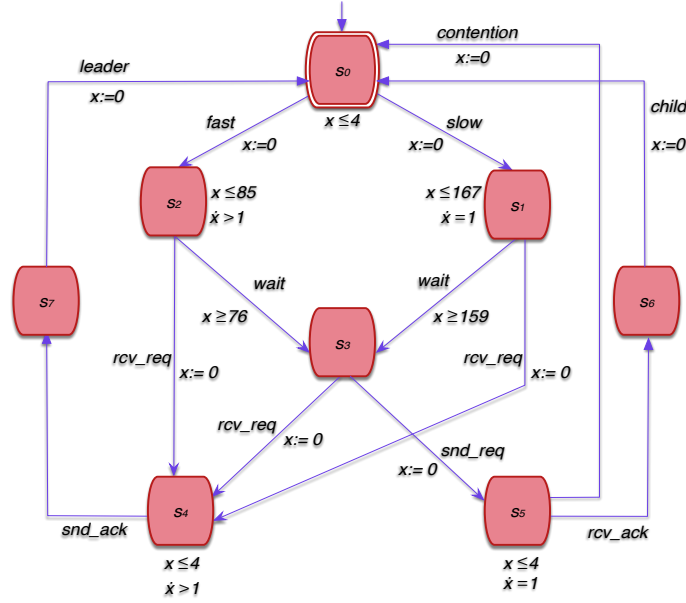 contention
x:=0
leader
x:=0
S0
x ≤4
child
x:=0
fast
x:=0
slow
x:=0
S2
x ≤85
ẋ >1
x ≤167
ẋ =1
S1
wait
x ≥76
wait
x ≥159
S7
S6
S3
rcv_req
x:= 0
rcv_req
x:= 0
rcv_req
x:= 0
snd_req
x:= 0
S4
S5
snd_ack
rcv_ack
x ≤4
ẋ >1
x ≤4
ẋ =1